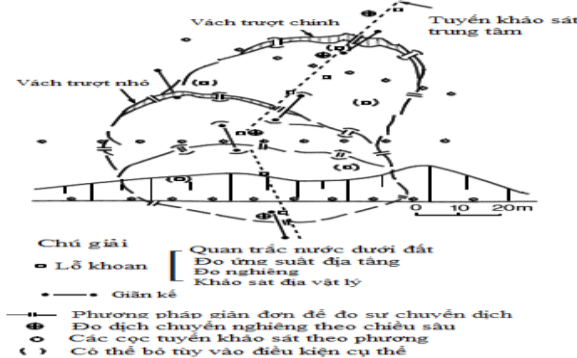 Tuyến khảo sát
trung tâm
Vách trượt chính
Vách trượt nhỏ
0 10 20m
Chú giải
Lỗ khoan
Quan trắc nước dưới đất
Đo ứng suât địa tầng
Đo nghiêng
Khảo sát địa vật lý
Giãn kế
Phương pháp giản đơn để đo sư chuyển dịch
Đo dịch chuyển nghiêng theo chiều sâu
Các cọc tuyến khảo sát theo phương
Có thể bỏ tùy vào điều kiện cụ thể